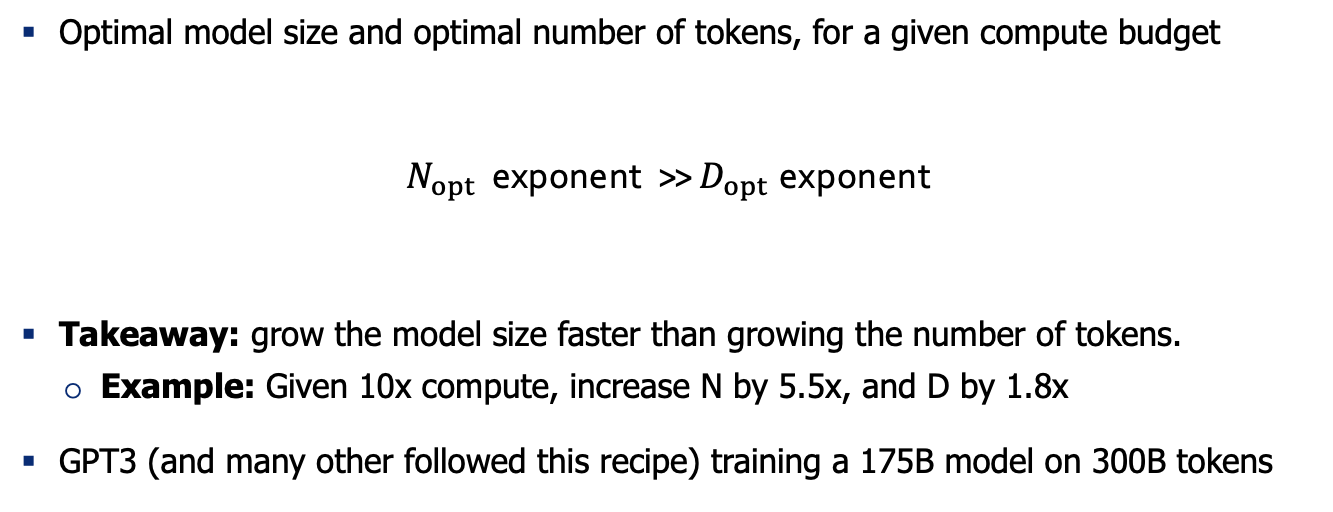 ▪ Optimal model size and optimal number of tokens, for a given compute budget
N_opt exponent ≫ D_opt exponent
▪ Takeaway: grow the model size faster than growing the number of tokens.
o Example: Given 10x compute, increase N by 5.5x, and D by 1.8x
▪ GPT3 (and many other followed this recipe) training a 175B model on 300B tokens